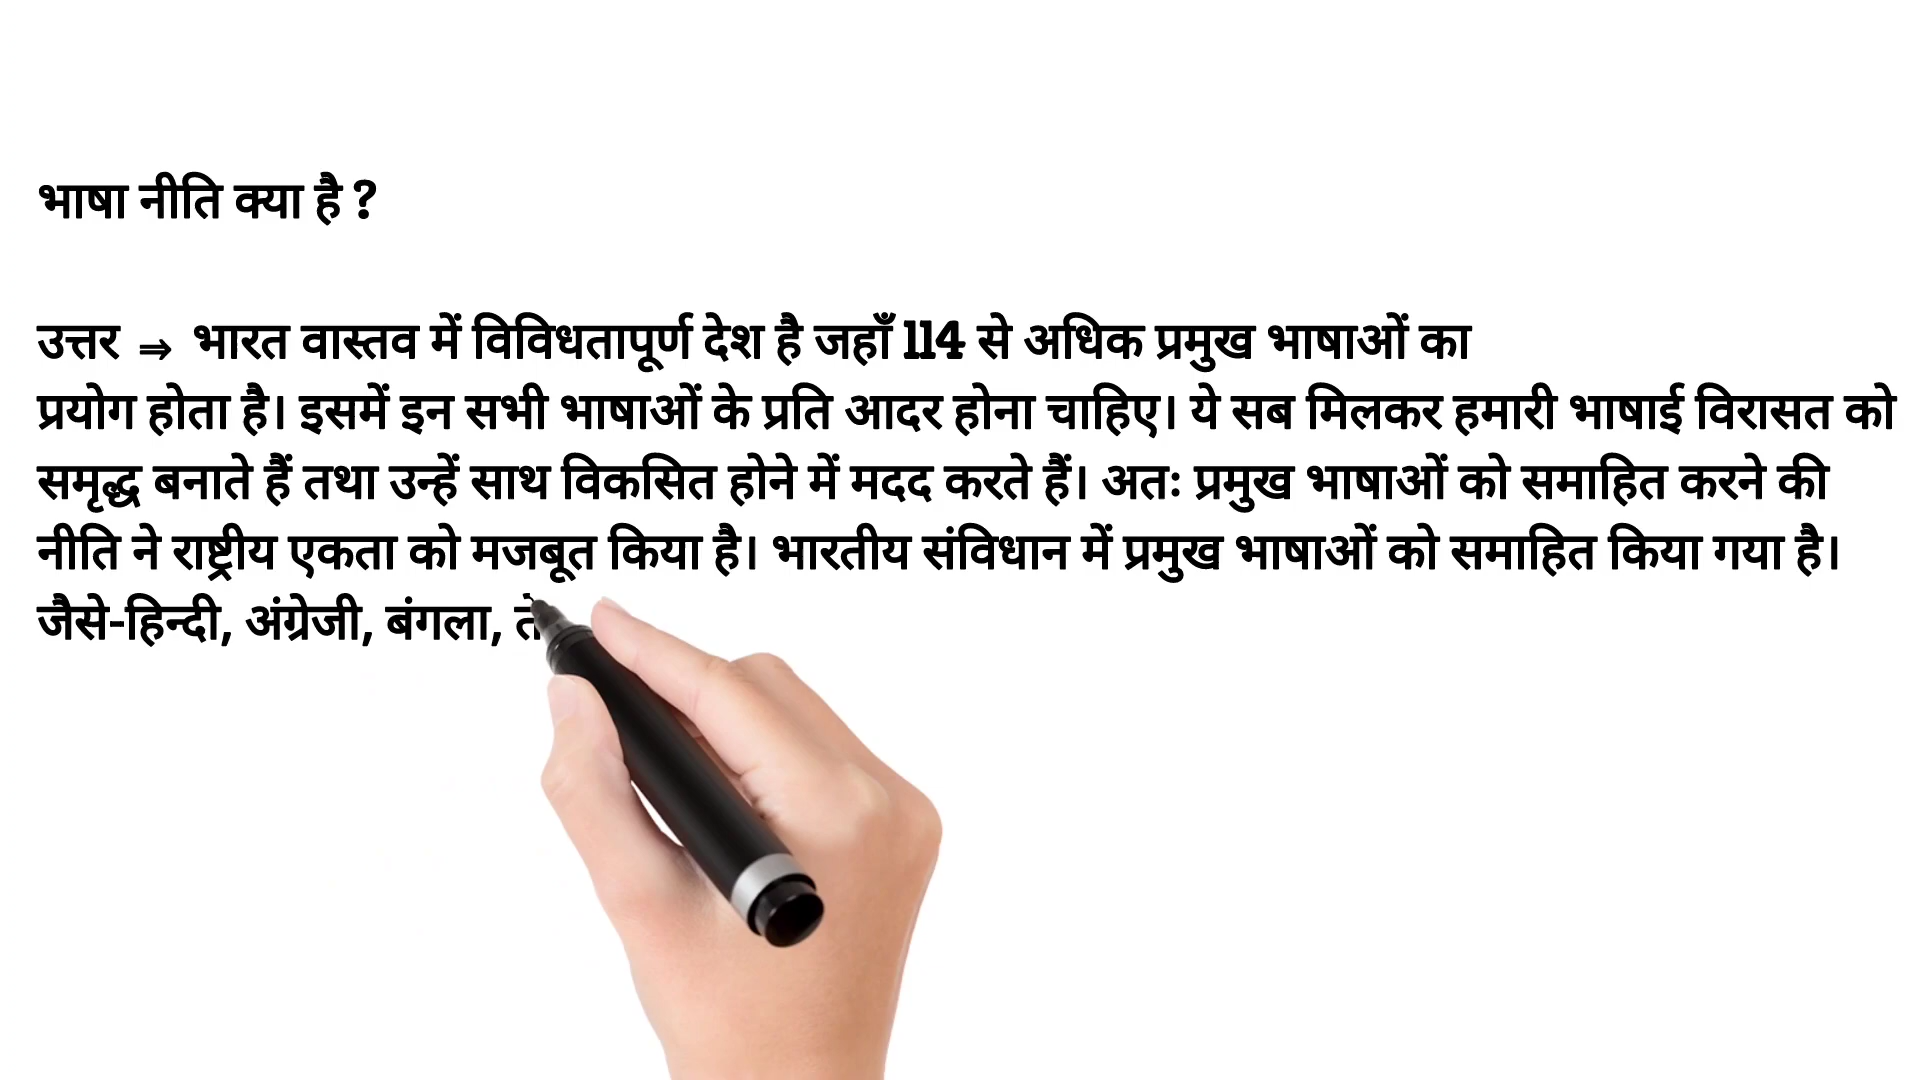 भाषा नीति क्या है ?
उत्तर ⇒ भारत वास्तव में विविधतापूर्ण देश है जहाँ 114 से अधिक प्रमुख भाषाओं का
प्रयोग होता है। इसमें इन सभी भाषाओं के प्रति आदर होना चाहिए। ये सब मिलकर हमारी भाषाई विरासत को
समृद्ध बनाते हैं तथा उन्हें साथ विकसित होने में मदद करते हैं। अतः प्रमुख भाषाओं को समाहित करने की
नीति ने राष्ट्रीय एकता को मजबूत किया है। भारतीय संविधान में प्रमुख भाषाओं को समाहित किया गया है।
जैसे-हिन्दी, अंग्रेजी, बंगला,